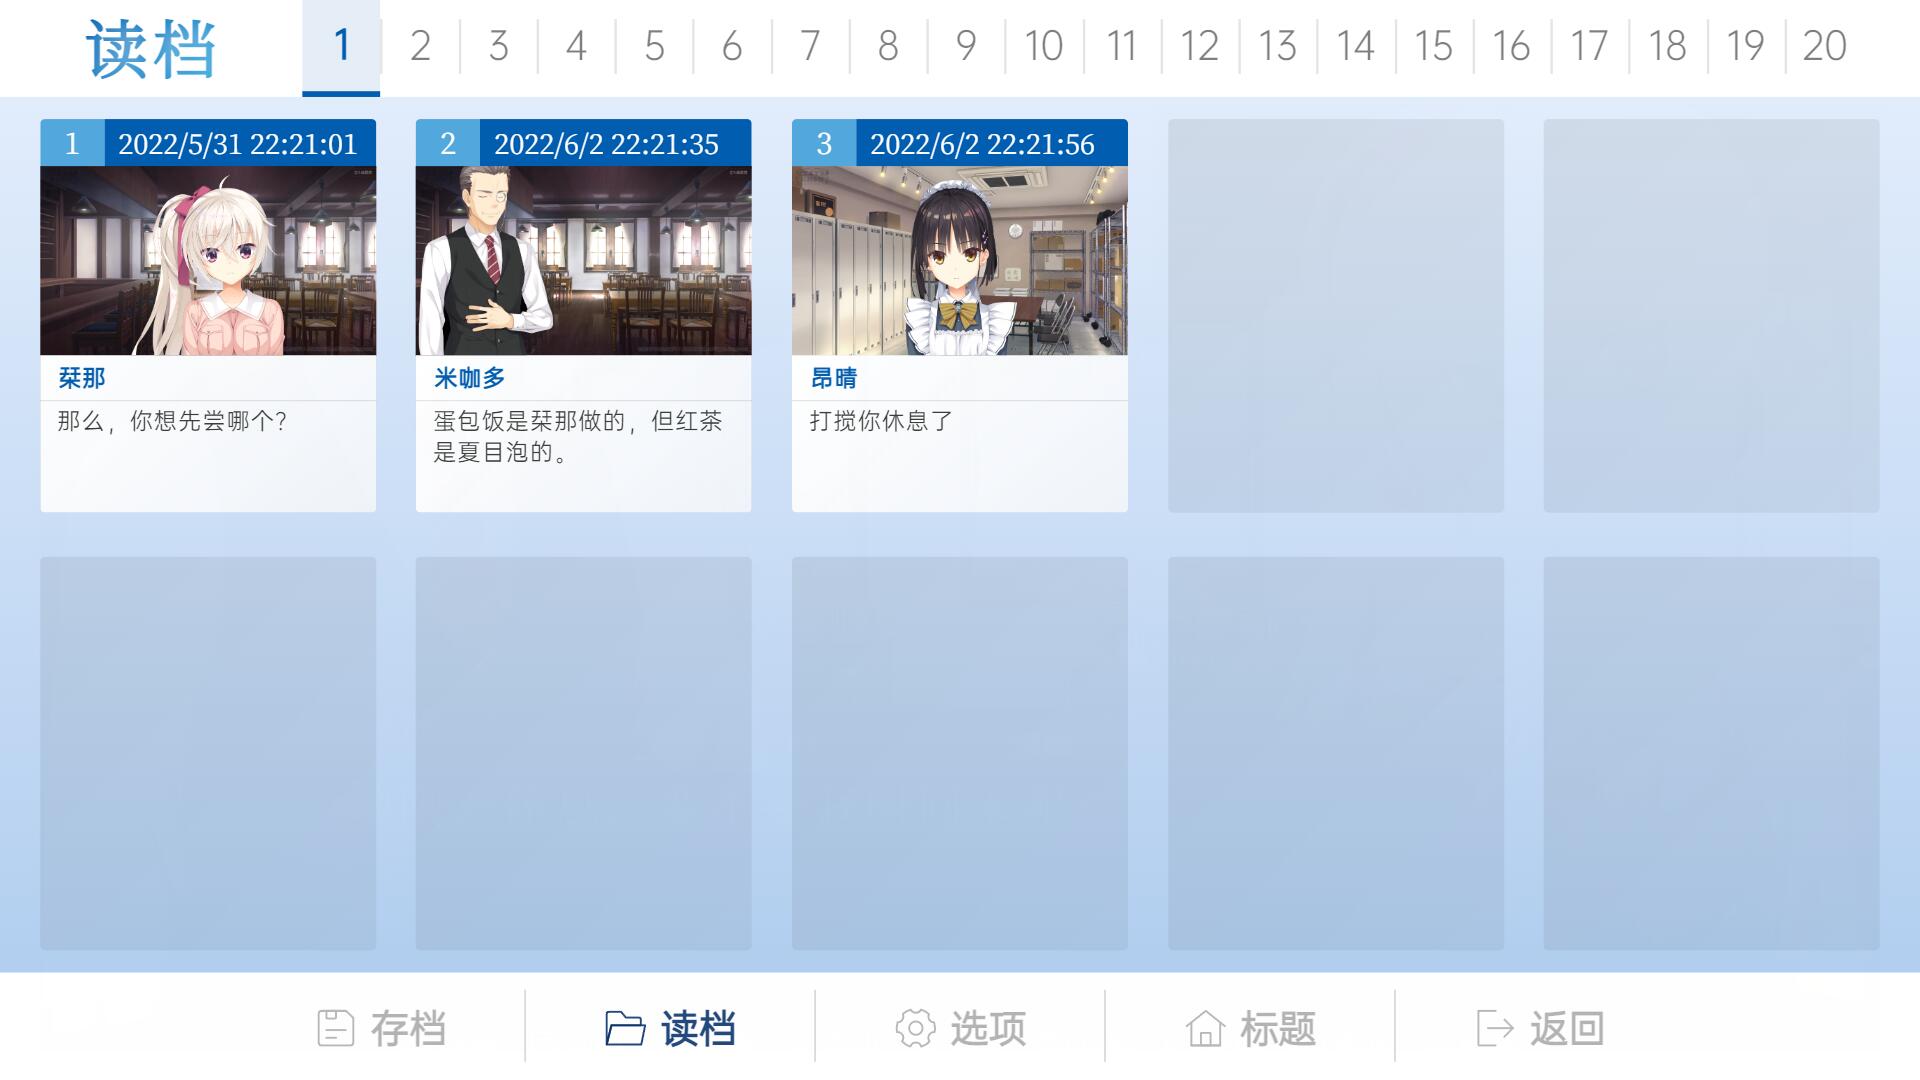 读档
1 2 3 4 5 6 7 8 9 10 11 12 13 14 15 16 17 18 19 20
1 2022/5/31 22:21:01
栞那
那么，你想先尝哪个？
2 2022/6/2 22:21:35
米咖多
蛋包饭是栞那做的，但红茶
是夏目泡的。
3 2022/6/2 22:21:56
昂晴
打搅你休息了
存档 读档 选项 标题 返回